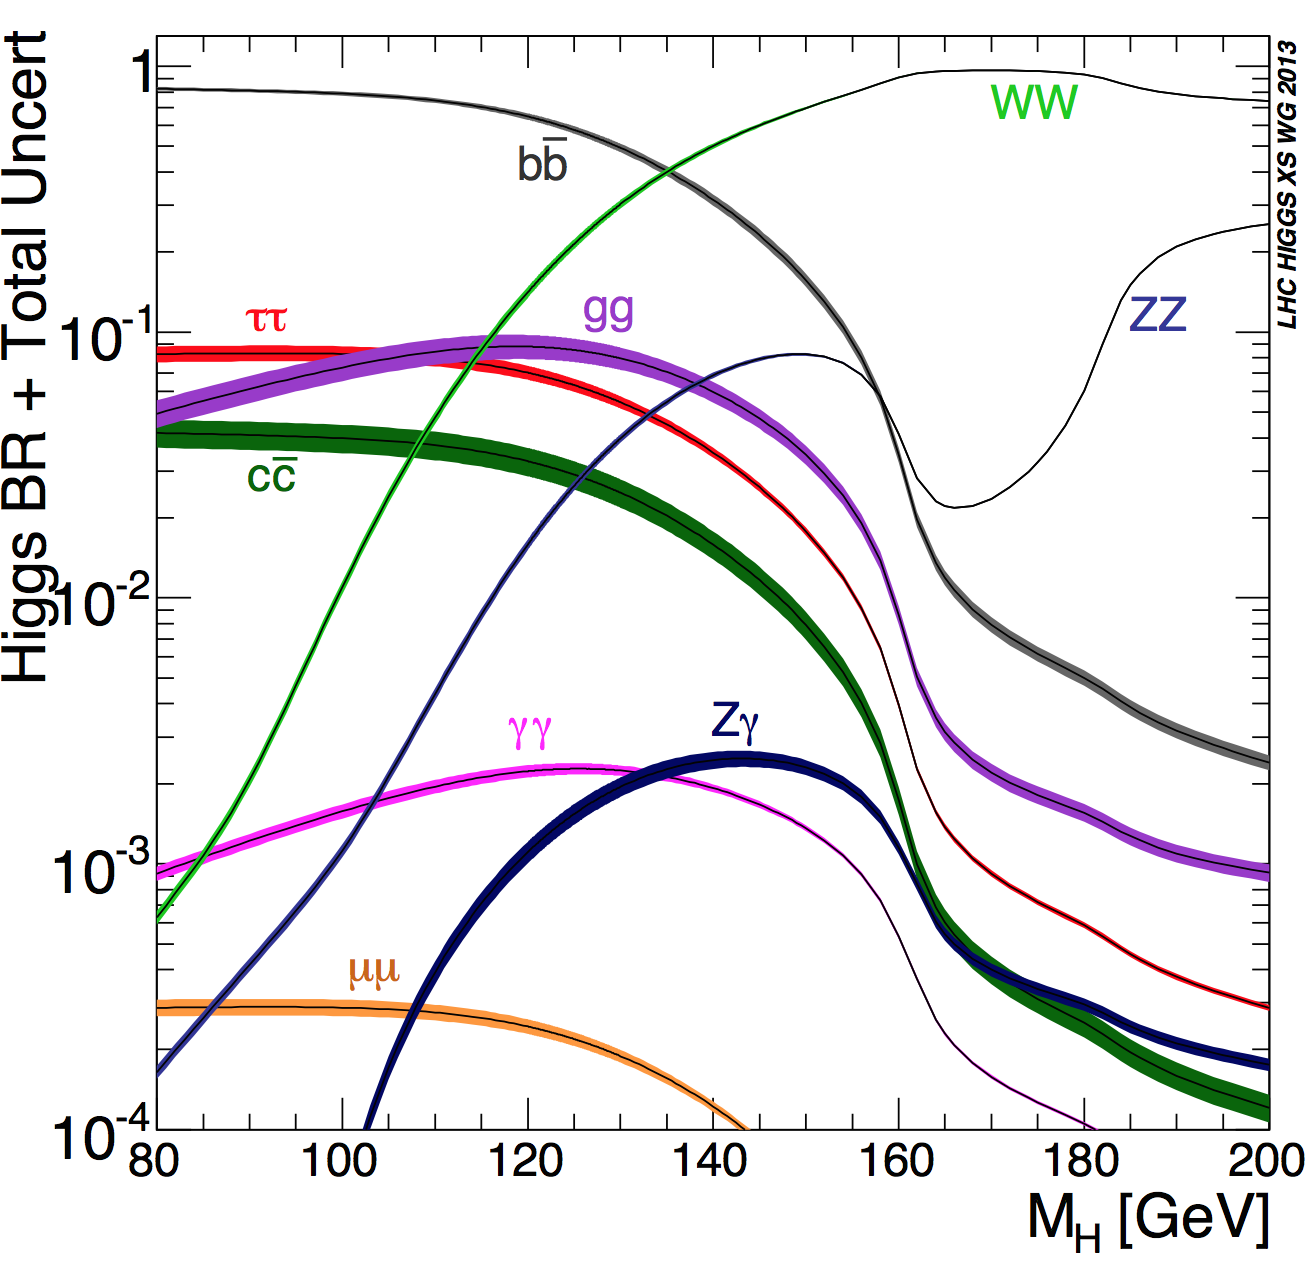 Higgs BR + Total Uncert
1
10⁻¹
10⁻²
10⁻³
10⁻⁴
WW
bb̅
ττ
gg
ZZ
cc̅
γγ
Zγ
μμ
80 100 120 140 160 180 200
M_H [GeV]
LHC HIGGS XS WG 2013